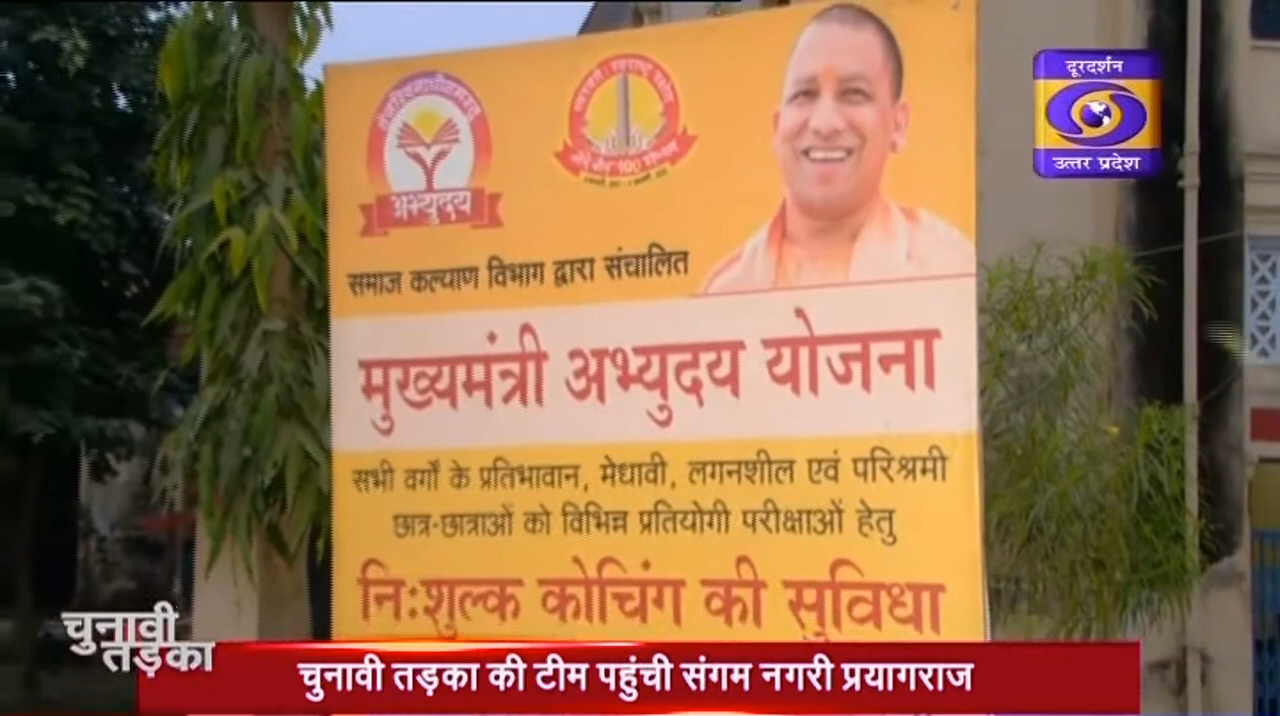 दूरदर्शन
उत्तर प्रदेश
अभ्युदय
समाज कल्याण विभाग द्वारा संचालित
मुख्यमंत्री अभ्युदय योजना
सभी वर्गों के प्रतिभावान, मेधावी, लगनशील एवं परिश्रमी
छात्र-छात्राओं को विभिन्न प्रतियोगी परीक्षाओं हेतु
निःशुल्क कोचिंग की सुविधा
चुनावी
तड़का
चुनावी तड़का की टीम पहुंची संगम नगरी प्रयागराज